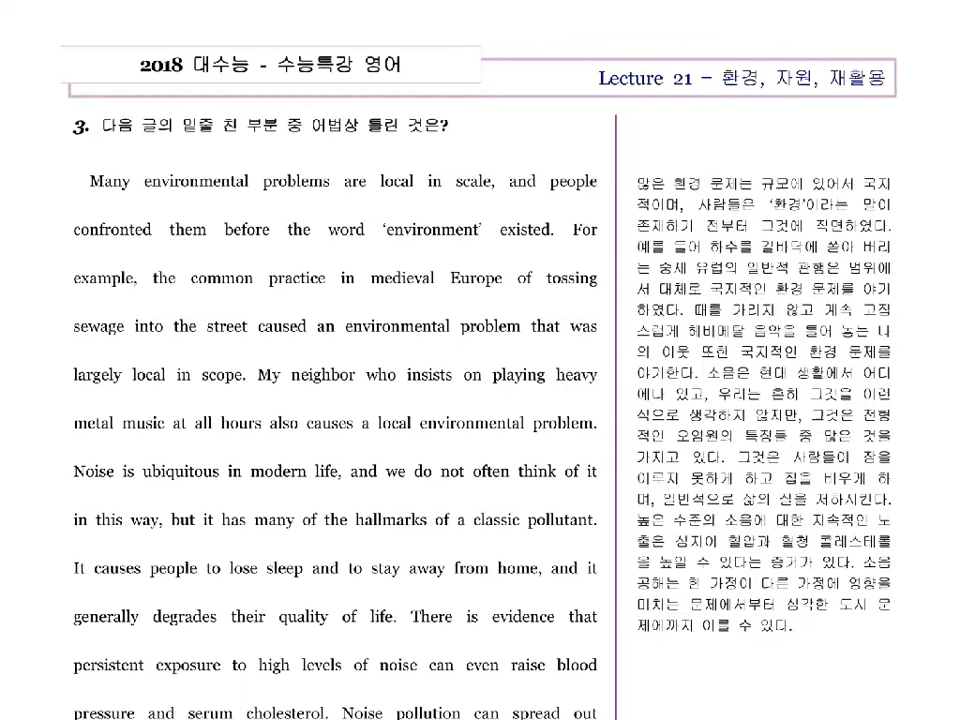 2018 대수능 - 수능특강 영어
Lecture 21 – 환경, 자원, 재활용
3. 다음 글의 밑줄 친 부분 중 어법상 틀린 것은?
Many environmental problems are local in scale, and people
confronted them before the word ‘environment’ existed. For
example, the common practice in medieval Europe of tossing
sewage into the street caused an environmental problem that was
largely local in scope. My neighbor who insists on playing heavy
metal music at all hours also causes a local environmental problem.
Noise is ubiquitous in modern life, and we do not often think of it
in this way, but it has many of the hallmarks of a classic pollutant.
It causes people to lose sleep and to stay away from home, and it
generally degrades their quality of life. There is evidence that
persistent exposure to high levels of noise can even raise blood
pressure and serum cholesterol. Noise pollution can spread out
많은 환경 문제는 규모에 있어서 국지
적이며, 사람들은 ‘환경’이라는 말이
존재하기 전부터 그것에 직면하였다.
예를 들어 하수를 길바닥에 쏟아 버리
는 중세 유럽의 일반적 관행은 범위에
서 대체로 국지적인 환경 문제를 야기
하였다. 때를 가리지 않고 계속 고집
스럽게 헤비메탈 음악을 틀어 놓는 나
의 이웃 또한 국지적인 환경 문제를
야기한다. 소음은 현대 생활에서 어디
에나 있고, 우리는 흔히 그것을 이런
식으로 생각하지 않지만, 그것은 전형
적인 오염원의 특징들 중 많은 것을
가지고 있다. 그것은 사람들이 잠을
이루지 못하게 하고 집을 비우게 하
며, 일반적으로 삶의 질을 저하시킨다.
높은 수준의 소음에 대한 지속적인 노
출은 심지어 혈압과 혈청 콜레스테롤
을 높일 수 있다는 증거가 있다. 소음
공해는 한 가정이 다른 가정에 영향을
미치는 문제에서부터 심각한 도시 문
제에까지 이를 수 있다.